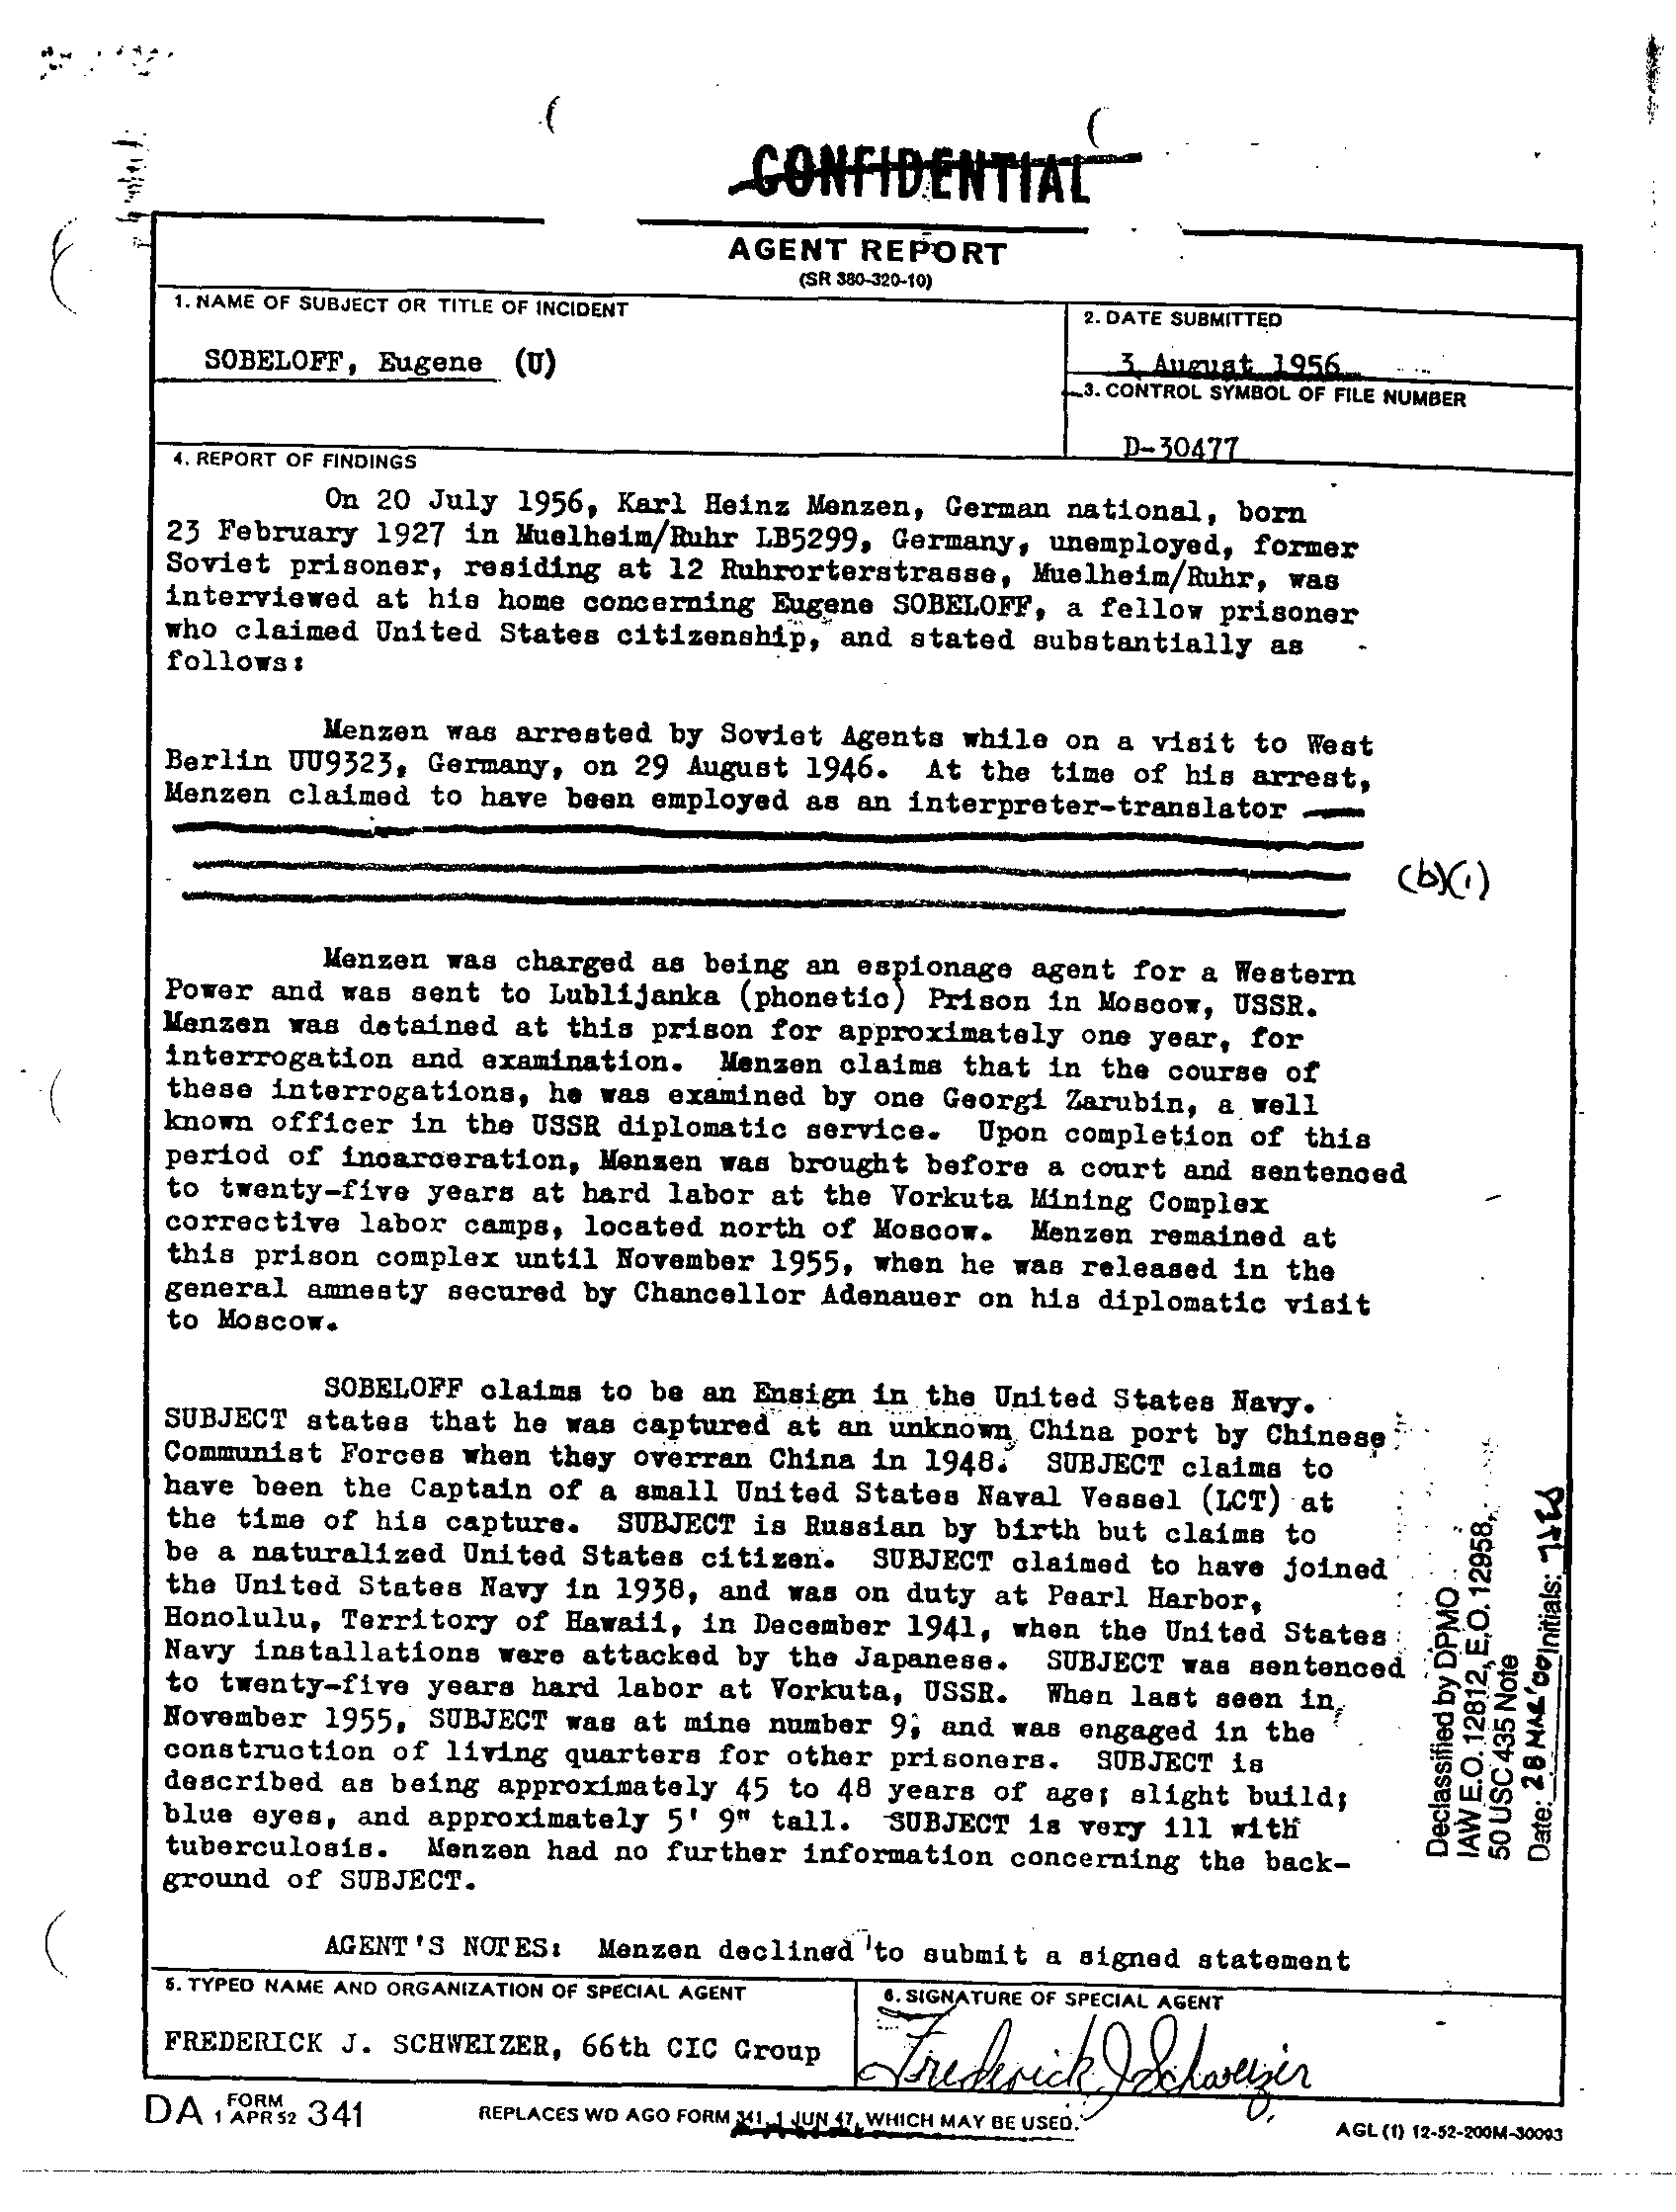 CONFIDENTIAL
AGENT REPORT
(SR 380-320-10)
1. NAME OF SUBJECT OR TITLE OF INCIDENT
SOBELOFF, Eugene (U)
2. DATE SUBMITTED
3 August 1956
3. CONTROL SYMBOL OF FILE NUMBER
D-30477
4. REPORT OF FINDINGS
On 20 July 1956, Karl Heinz Menzen, German national, born
23 February 1927 in Muelheim/Ruhr LB5299, Germany, unemployed, former
Soviet prisoner, residing at 12 Ruhrorterstrasse, Muelheim/Ruhr, was
interviewed at his home concerning Eugene SOBELOFF, a fellow prisoner
who claimed United States citizenship, and stated substantially as
follows:
Menzen was arrested by Soviet Agents while on a visit to West
Berlin UU9323, Germany, on 29 August 1946. At the time of his arrest,
Menzen claimed to have been employed as an interpreter-translator
(b)(1)
Menzen was charged as being an espionage agent for a Western
Power and was sent to Lublijanka (phonetic) Prison in Moscow, USSR.
Menzen was detained at this prison for approximately one year, for
interrogation and examination. Menzen claims that in the course of
these interrogations, he was examined by one Georgi Zarubin, a well
known officer in the USSR diplomatic service. Upon completion of this
period of incarceration, Menzen was brought before a court and sentenced
to twenty-five years at hard labor at the Vorkuta Mining Complex
corrective labor camps, located north of Moscow. Menzen remained at
this prison complex until November 1955, when he was released in the
general amnesty secured by Chancellor Adenauer on his diplomatic visit
to Moscow.
SOBELOFF claims to be an Ensign in the United States Navy.
SUBJECT states that he was captured at an unknown China port by Chinese
Communist Forces when they overran China in 1948. SUBJECT claims to
have been the Captain of a small United States Naval Vessel (LCT) at
the time of his capture. SUBJECT is Russian by birth but claims to
be a naturalized United States citizen. SUBJECT claimed to have joined
the United States Navy in 1938, and was on duty at Pearl Harbor,
Honolulu, Territory of Hawaii, in December 1941, when the United States
Navy installations were attacked by the Japanese. SUBJECT was sentenced
to twenty-five years hard labor at Vorkuta, USSR. When last seen in
November 1955, SUBJECT was at mine number 9; and was engaged in the
construction of living quarters for other prisoners. SUBJECT is
described as being approximately 45 to 48 years of age; slight build;
blue eyes, and approximately 5' 9" tall. SUBJECT is very ill with
tuberculosis. Menzen had no further information concerning the back-
ground of SUBJECT.
AGENT'S NOTES: Menzen declined to submit a signed statement
Declassified by DPMO
IAW E.O. 12812, E.O. 12958,
50 USC 435 Note
Date: 28 MAR '00 Initials:
5. TYPED NAME AND ORGANIZATION OF SPECIAL AGENT
FREDERICK J. SCHWEIZER, 66th CIC Group
6. SIGNATURE OF SPECIAL AGENT
Frederick J Schweizer
DA FORM 1 APR 52 341
REPLACES WD AGO FORM 341, 1 JUN 47, WHICH MAY BE USED.
AGL (1) 12-52-200M-30093